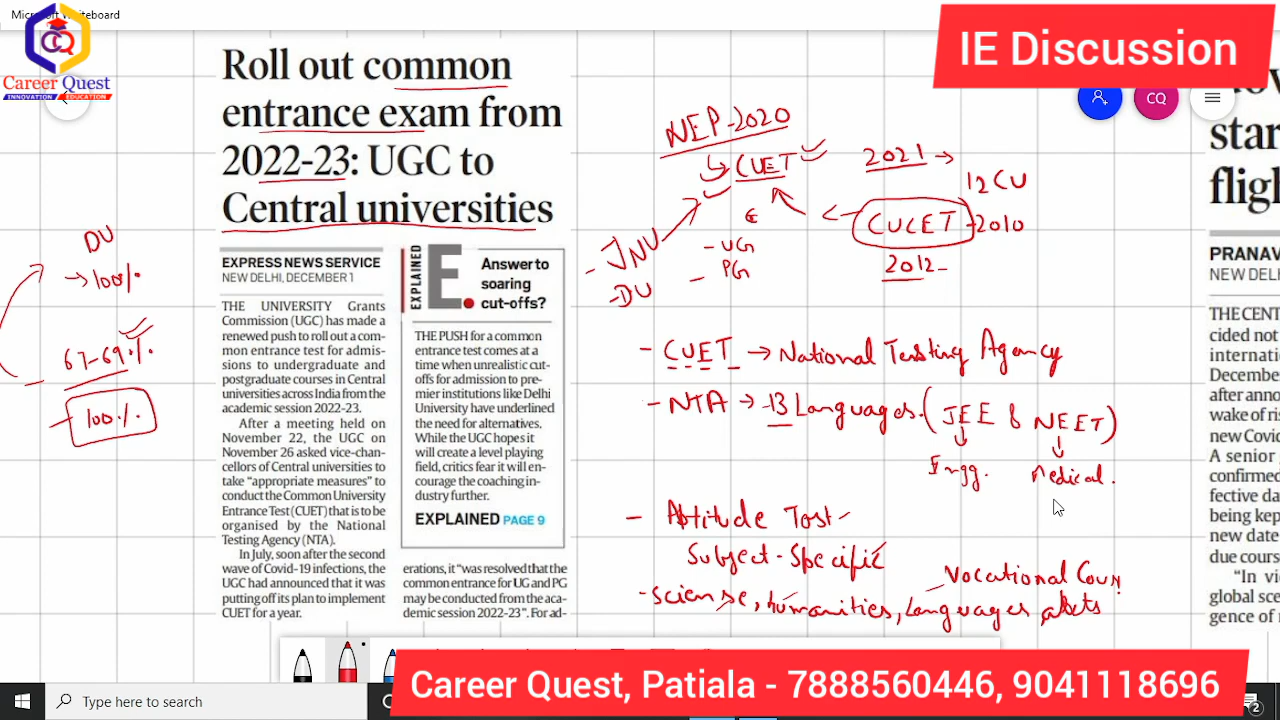 Microsoft Whiteboard
CQ
Career Quest
INNOVATION EDUCATION
IE Discussion
CQ
Roll out common
entrance exam from
2022-23: UGC to
Central universities
EXPRESS NEWS SERVICE
NEW DELHI, DECEMBER 1
THE UNIVERSITY Grants
Commission (UGC) has made a
renewed push to roll out a com-
mon entrance test for admis-
sions to undergraduate and
postgraduate courses in Central
universities across India from the
academic session 2022-23.
After a meeting held on
November 22, the UGC on
November 26 asked vice-chan-
cellors of Central universities to
take "appropriate measures" to
conduct the Common University
Entrance Test (CUET) that is to be
organised by the National
Testing Agency (NTA).
In July, soon after the second
wave of Covid-19 infections, the
UGC had announced that it was
putting off its plan to implement
CUET for a year.
EXPLAINED
E.
Answer to
soaring
cut-offs?
THE PUSH for a common
entrance test comes at a
time when unrealistic cut-
offs for admission to pre-
mier institutions like Delhi
University have underlined
the need for alternatives.
While the UGC hopes it
will create a level playing
field, critics fear it will en-
courage the coaching in-
dustry further.
EXPLAINED PAGE 9
erations, it "was resolved that the
common entrance for UG and PG
may be conducted from the aca-
demic session 2022-23". For ad-
DU
→ 100%
67-69%
- 100%
NEP-2020
CUET
- UG
- PG
- JNU
- DU
2021 →
12 CU
CUCET - 2010
2012-
- CUET → National Testing Agency
- NTA → 13 Languages. (JEE & NEET)
Engg. Medical.
- Aptitude Test-
Subject-Specific
- Vocational Cour
- Sciense, humanities, Languages, arts
star
fligh
PRANAV
NEW DELHI
THE CENT
cided not
internati
December
after anno
wake of ris
new Covid
A senior
confirmed
fective da
being kep
new date
due cours
"In vi
global sce
gence of
Type here to search
2
Career Quest, Patiala - 7888560446, 9041118696